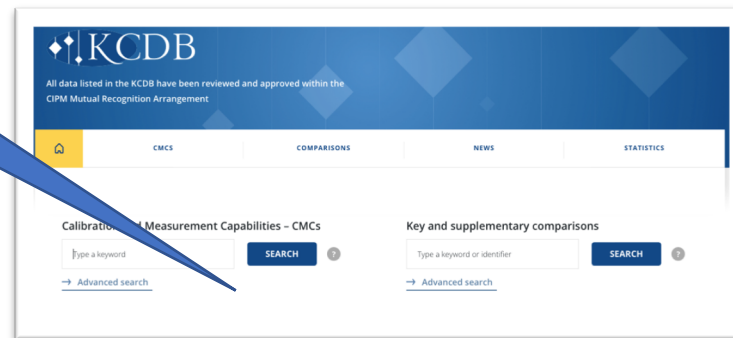 KCDB
All data listed in the KCDB have been reviewed and approved within the
CIPM Mutual Recognition Arrangement
CMCS
COMPARISONS
NEWS
STATISTICS
Calibration and Measurement Capabilities – CMCs
Type a keyword
SEARCH
?
→ Advanced search
Key and supplementary comparisons
Type a keyword or identifier
SEARCH
?
→ Advanced search